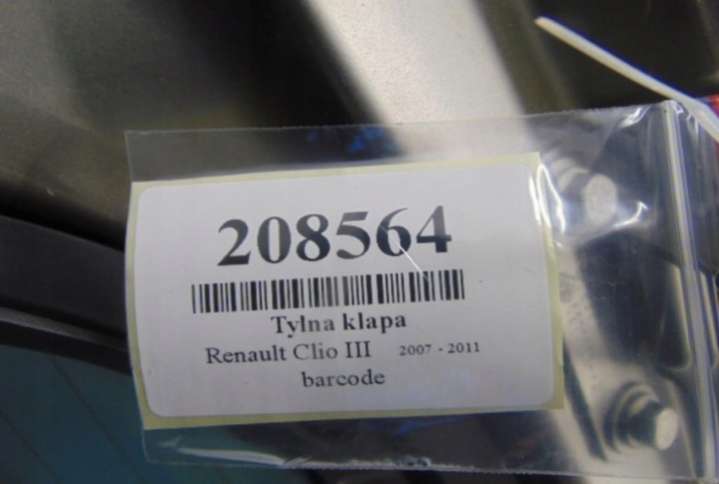 208564
Tylna klapa
Renault Clio III 2007 - 2011
barcode